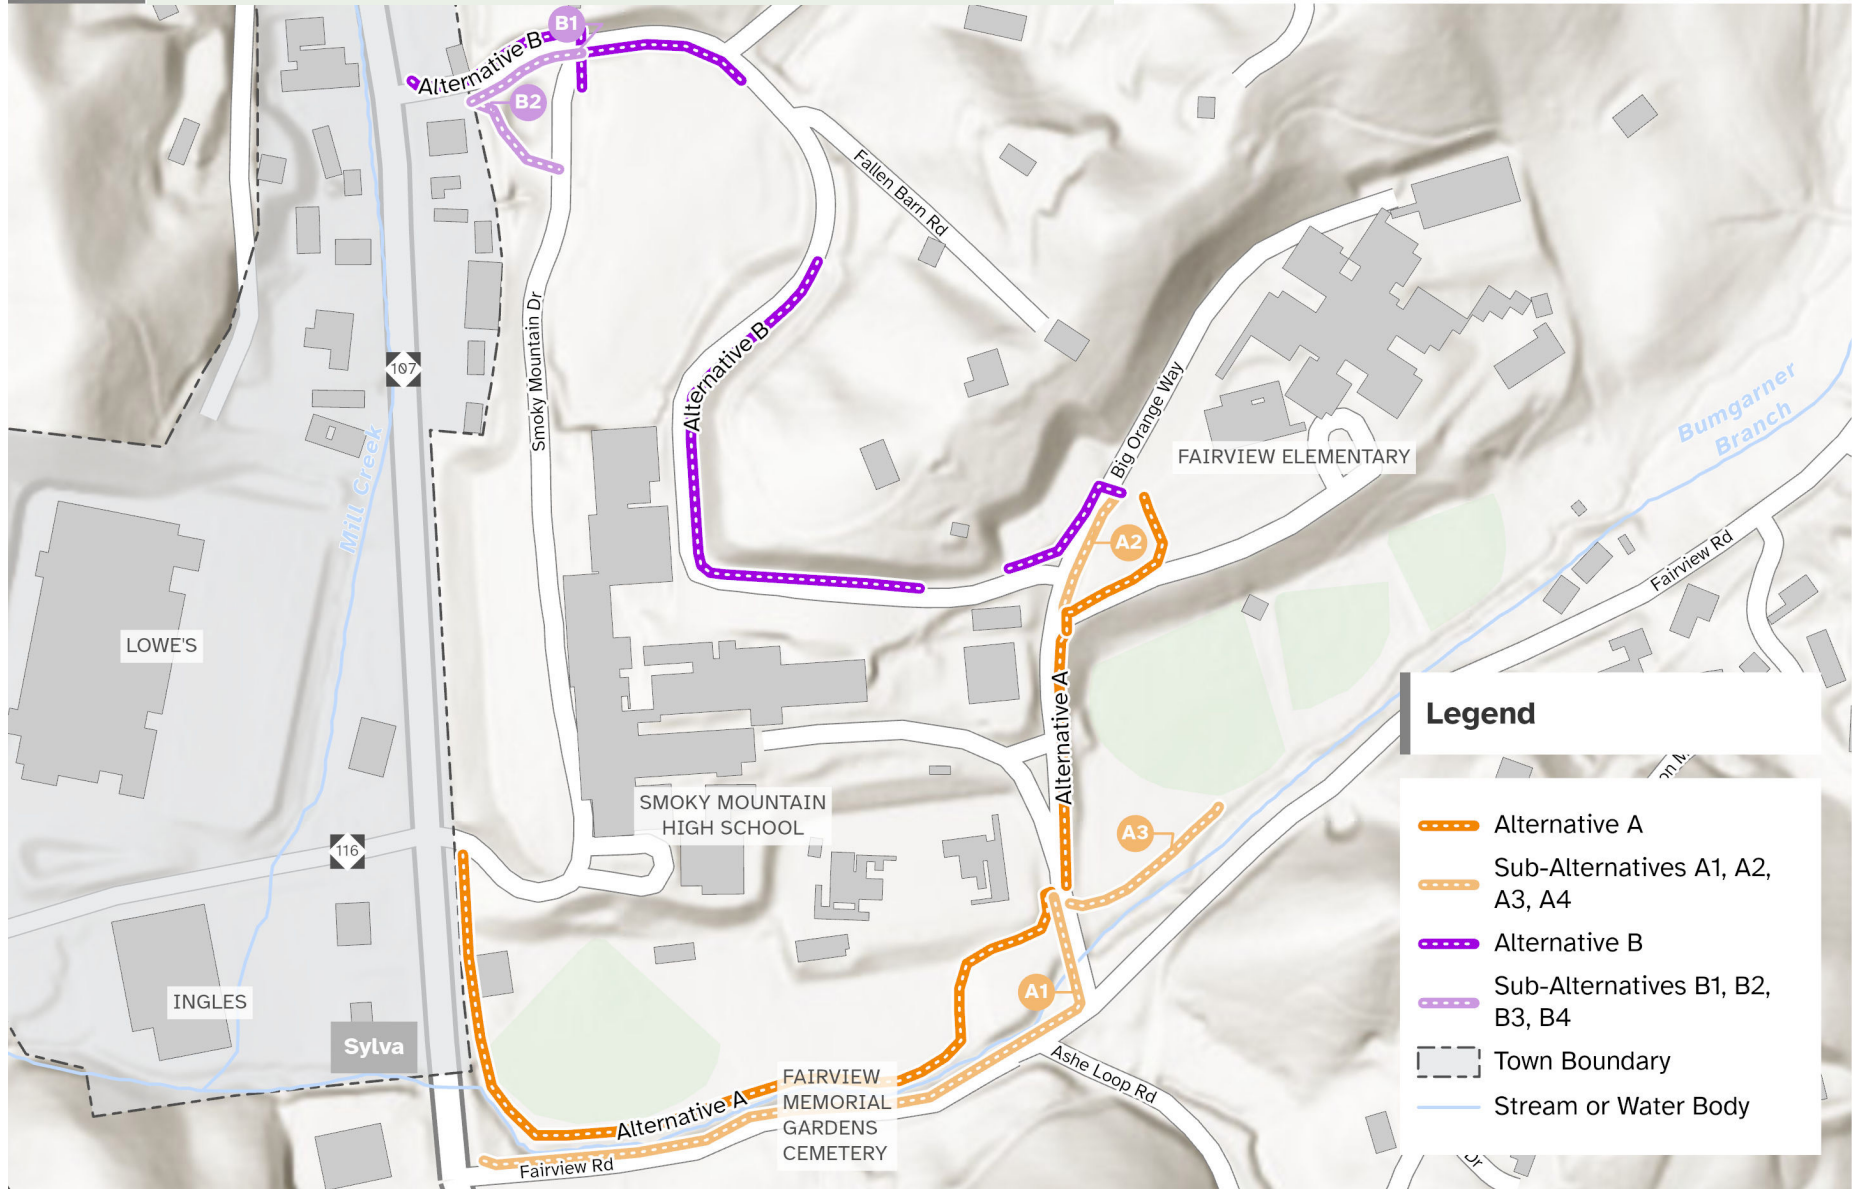 B1
Alternative B
B2
Fallen Barn Rd
Smoky Mountain Dr
107
Alternative B
Big Orange Way
Bumgarner
Branch
Mill Creek
FAIRVIEW ELEMENTARY
A2
Fairview Rd
LOWE'S
Alternative A
SMOKY MOUNTAIN
HIGH SCHOOL
A3
116
INGLES
A1
Sylva
Ashe Loop Rd
FAIRVIEW
MEMORIAL
GARDENS
CEMETERY
Alternative A
Fairview Rd
Legend
Alternative A
Sub-Alternatives A1, A2,
A3, A4
Alternative B
Sub-Alternatives B1, B2,
B3, B4
Town Boundary
Stream or Water Body
Dr